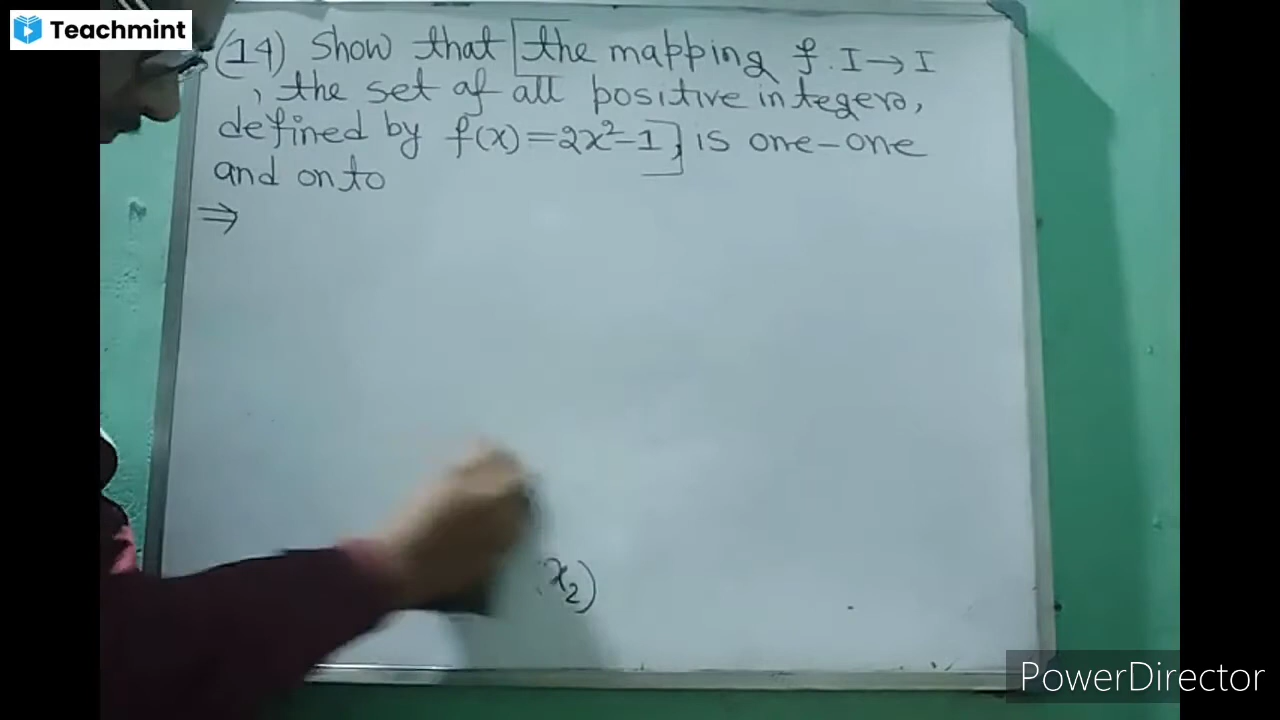 Teachmint
(14) Show that [the mapping f: I → I
, the set of all positive integers,
defined by f(x)=2x²-1], is one-one
and onto
⇒
x₂)
PowerDirector